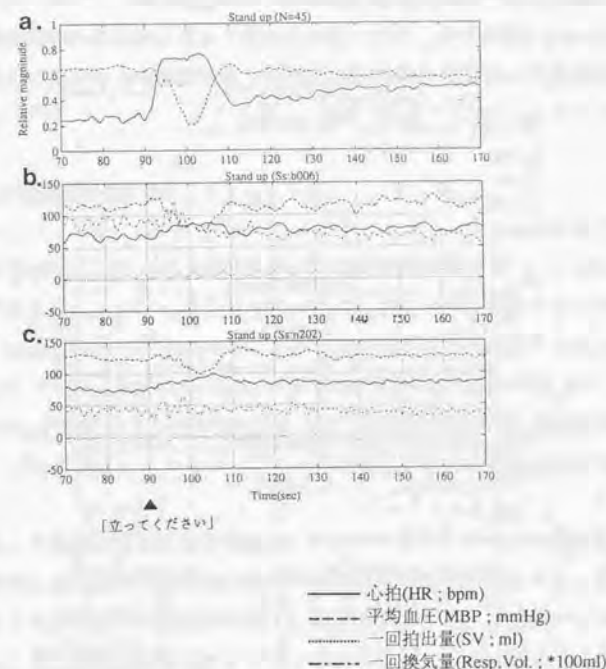 a.
Stand up (N=45)
Relative magnitude
1
0.8
0.6
0.4
0.2
0
70 80 90 100 110 120 130 140 150 160 170
b.
Stand up (Ss:b006)
150
100
50
0
-50
70 80 90 100 110 120 130 140 150 160 170
c.
Stand up (Ss:n202)
150
100
50
0
-50
70 80 90 100 110 120 130 140 150 160 170
Time(sec)
▲
「立ってください」
心拍(HR ; bpm)
平均血圧(MBP ; mmHg)
一回拍出量(SV ; ml)
一回換気量(Resp.Vol. ; *100ml)